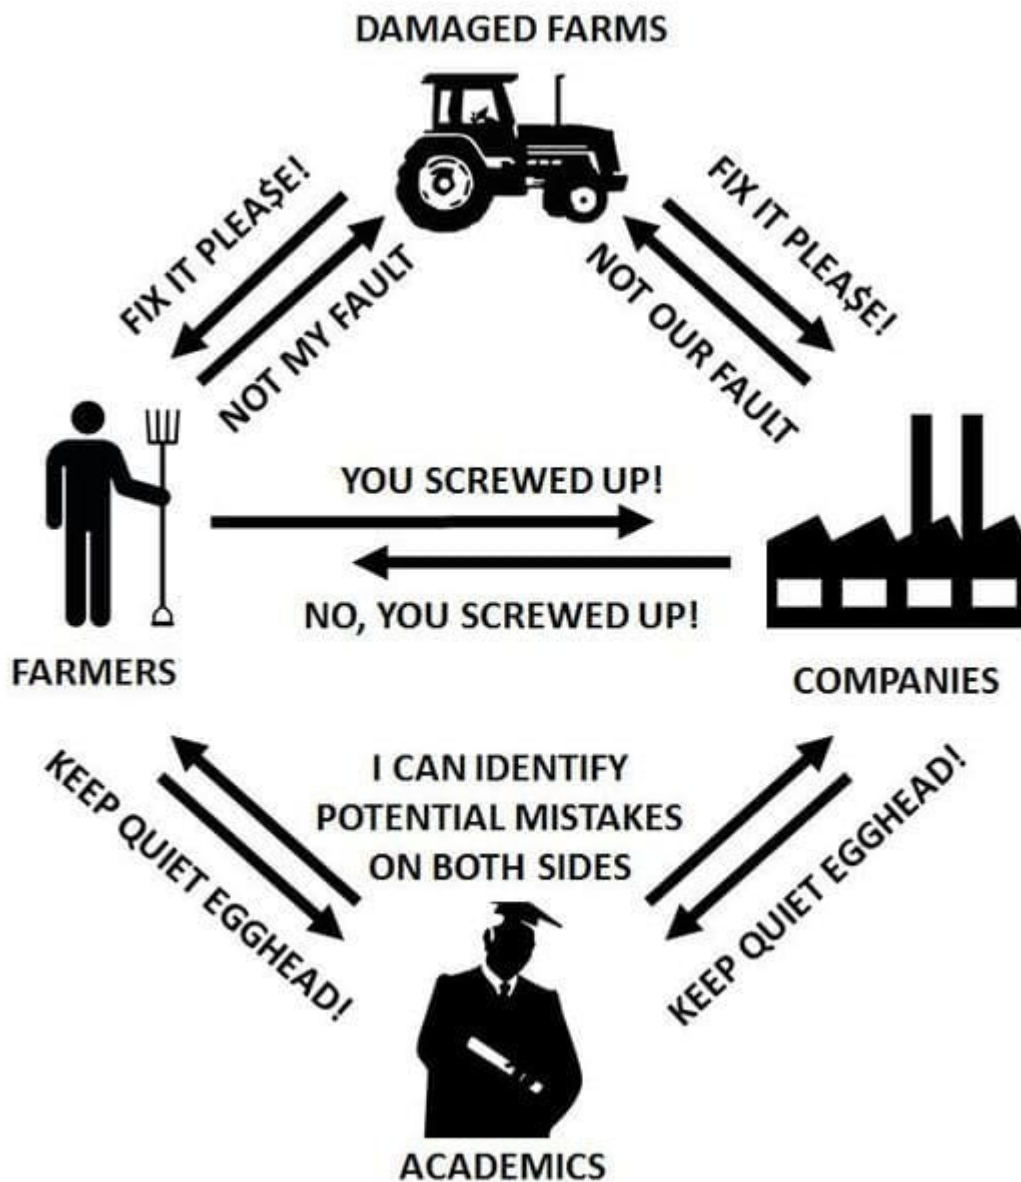 DAMAGED FARMS
FIX IT PLEA$E!
NOT MY FAULT
FIX IT PLEA$E!
NOT OUR FAULT
YOU SCREWED UP!
NO, YOU SCREWED UP!
FARMERS
COMPANIES
KEEP QUIET EGGHEAD!
I CAN IDENTIFY
POTENTIAL MISTAKES
ON BOTH SIDES
KEEP QUIET EGGHEAD!
ACADEMICS